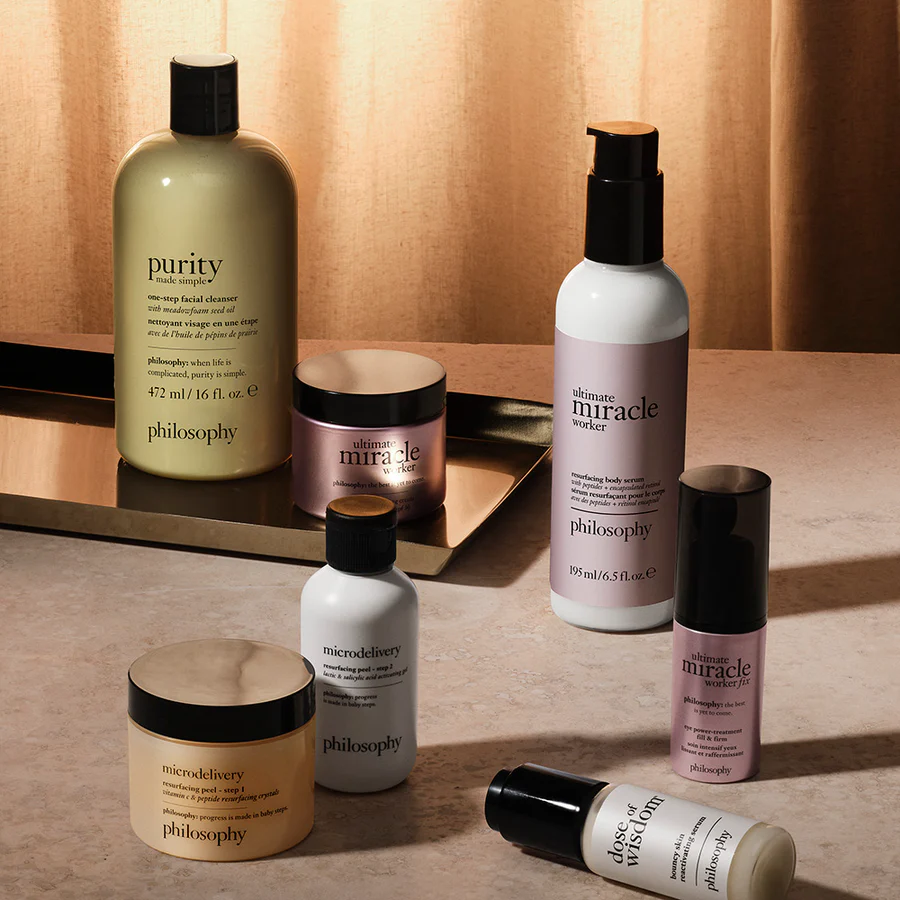 purity
made simple
one-step facial cleanser
with meadowfoam seed oil
nettoyant visage en une étape
avec de l'huile de pépins de prairie
philosophy: when life is
complicated, purity is simple.
472 ml / 16 fl. oz. ℮
philosophy
ultimate
miracle
worker
philosophy: the best is yet to come.
ultimate
miracle
worker
resurfacing body serum
with peptides + encapsulated retinol
sérum resurfaçant pour le corps
avec des peptides + rétinol encapsulé
philosophy
195 ml/6.5 fl. oz. ℮
microdelivery
resurfacing peel - step 2
lactic & salicylic acid activating gel
philosophy: progress
is made in baby steps.
philosophy
ultimate
miracle
worker fix
philosophy: the best
is yet to come.
eye power-treatment
fill & firm
soin intensif yeux
lissant et raffermissant
philosophy
microdelivery
resurfacing peel - step 1
vitamin c & peptide resurfacing crystals
philosophy: progress is made in baby steps.
philosophy
dose of
wisdom
bouncy skin
reactivating serum
philosophy